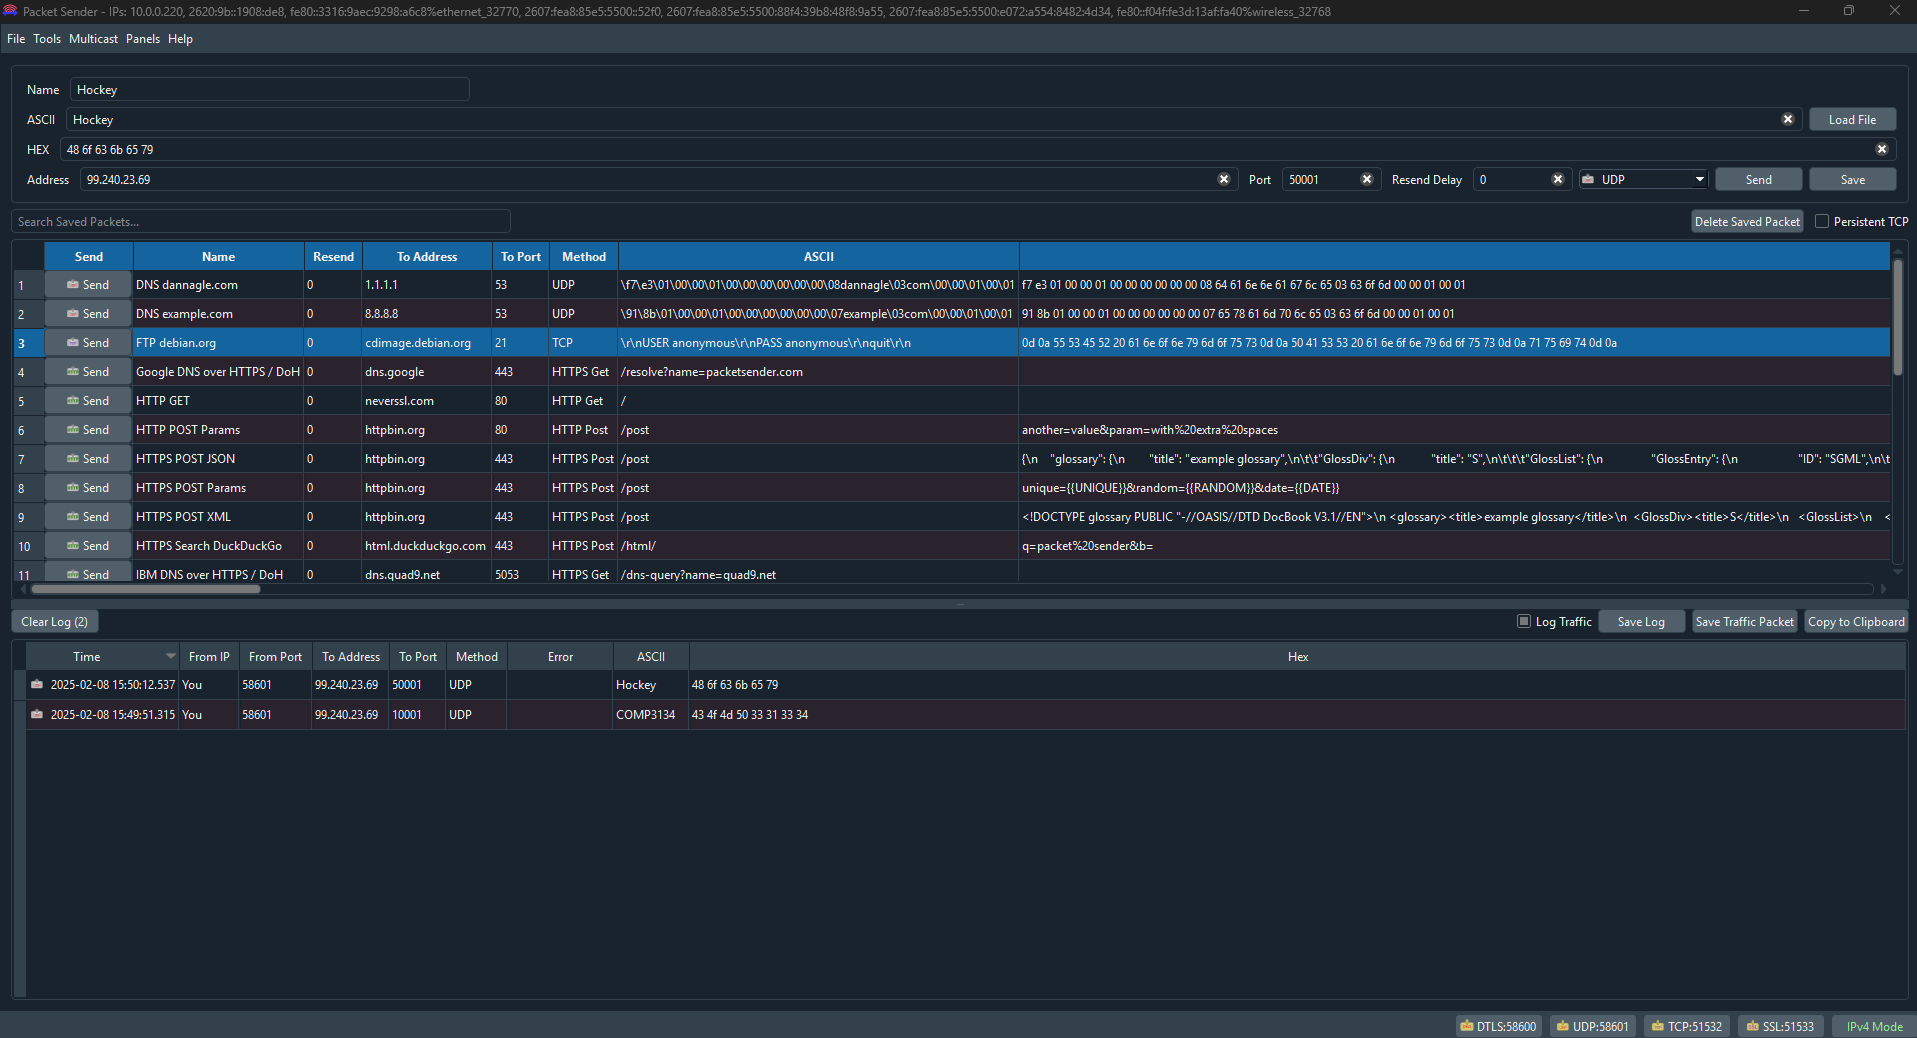 Packet Sender - IPs: 10.0.0.220, 2620:9b::1908:de8, fe80::3316:9aec:9298:a6c8%ethernet_32770, 2607:fea8:85e5:5500::52f0, 2607:fea8:85e5:5500:88f4:39b8:48f8:9a55, 2607:fea8:85e5:5500:e072:a554:8482:4d34, fe80::f04f:fe3d:13af:fa40%wireless_32768
File Tools Multicast Panels Help
Name Hockey
ASCII Hockey Load File
HEX 48 6f 63 6b 65 79
Address 99.240.23.69 Port 50001 Resend Delay 0 UDP Send Save
Search Saved Packets... Delete Saved Packet Persistent TCP
Send Name Resend To Address To Port Method ASCII
1 Send DNS dannagle.com 0 1.1.1.1 53 UDP \f7\e3\01\00\00\01\00\00\00\00\00\00\08dannagle\03com\00\00\01\00\01 f7 e3 01 00 00 01 00 00 00 00 00 00 08 64 61 6e 6e 61 67 6c 65 03 63 6f 6d 00 00 01 00 01
2 Send DNS example.com 0 8.8.8.8 53 UDP \91\8b\01\00\00\01\00\00\00\00\00\00\07example\03com\00\00\01\00\01 91 8b 01 00 00 01 00 00 00 00 00 00 07 65 78 61 6d 70 6c 65 03 63 6f 6d 00 00 01 00 01
3 Send FTP debian.org 0 cdimage.debian.org 21 TCP \r\nUSER anonymous\r\nPASS anonymous\r\nquit\r\n 0d 0a 55 53 45 52 20 61 6e 6f 6e 79 6d 6f 75 73 0d 0a 50 41 53 53 20 61 6e 6f 6e 79 6d 6f 75 73 0d 0a 71 75 69 74 0d 0a
4 Send Google DNS over HTTPS / DoH 0 dns.google 443 HTTPS Get /resolve?name=packetsender.com
5 Send HTTP GET 0 neverssl.com 80 HTTP Get /
6 Send HTTP POST Params 0 httpbin.org 80 HTTP Post /post another=value&param=with%20extra%20spaces
7 Send HTTPS POST JSON 0 httpbin.org 443 HTTPS Post /post {\n "glossary": {\n "title": "example glossary",\n\t\t"GlossDiv": {\n "title": "S",\n\t\t\t"GlossList": {\n "GlossEntry": {\n "ID": "SGML",\n\t
8 Send HTTPS POST Params 0 httpbin.org 443 HTTPS Post /post unique={{UNIQUE}}&random={{RANDOM}}&date={{DATE}}
9 Send HTTPS POST XML 0 httpbin.org 443 HTTPS Post /post <!DOCTYPE glossary PUBLIC "-//OASIS//DTD DocBook V3.1//EN">\n <glossary><title>example glossary</title>\n <GlossDiv><title>S</title>\n <GlossList>\n <
10 Send HTTPS Search DuckDuckGo 0 html.duckduckgo.com 443 HTTPS Post /html/ q=packet%20sender&b=
11 Send IBM DNS over HTTPS / DoH 0 dns.quad9.net 5053 HTTPS Get /dns-query?name=quad9.net
Clear Log (2) Log Traffic Save Log Save Traffic Packet Copy to Clipboard
Time From IP From Port To Address To Port Method Error ASCII Hex
2025-02-08 15:50:12.537 You 58601 99.240.23.69 50001 UDP Hockey 48 6f 63 6b 65 79
2025-02-08 15:49:51.315 You 58601 99.240.23.69 10001 UDP COMP3134 43 4f 4d 50 33 31 33 34
DTLS:58600 UDP:58601 TCP:51532 SSL:51533 IPv4 Mode